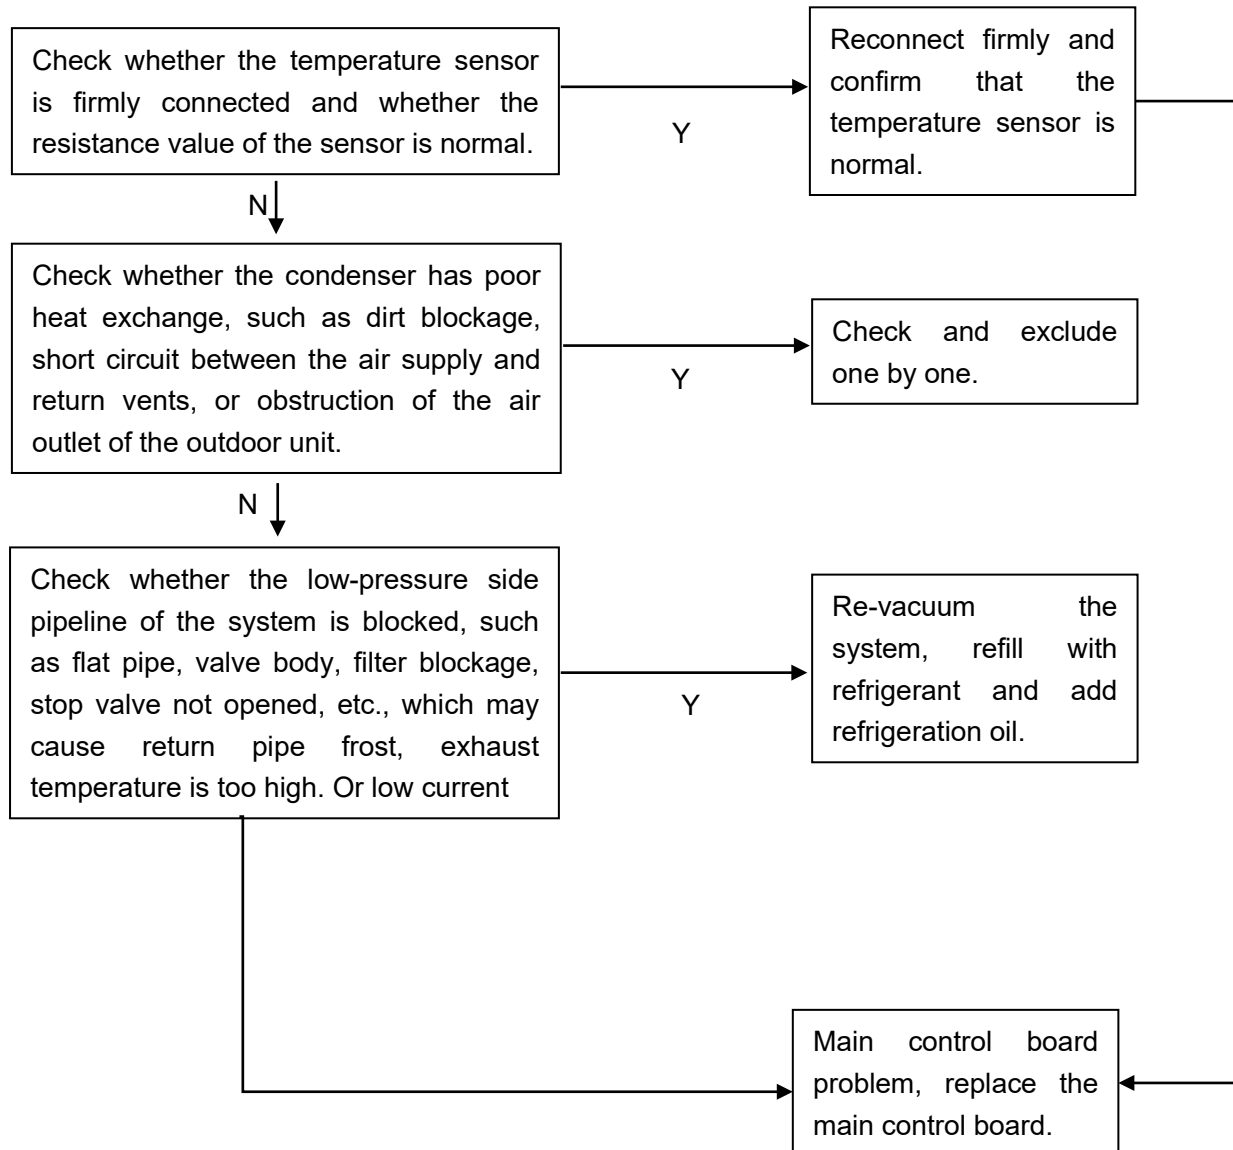 Check whether the temperature sensor
is firmly connected and whether the
resistance value of the sensor is normal.
Y
Reconnect firmly and
confirm that the
temperature sensor is
normal.
N
Check whether the condenser has poor
heat exchange, such as dirt blockage,
short circuit between the air supply and
return vents, or obstruction of the air
outlet of the outdoor unit.
Y
Check and exclude
one by one.
N
Check whether the low-pressure side
pipeline of the system is blocked, such
as flat pipe, valve body, filter blockage,
stop valve not opened, etc., which may
cause return pipe frost, exhaust
temperature is too high. Or low current
Y
Re-vacuum the
system, refill with
refrigerant and add
refrigeration oil.
Main control board
problem, replace the
main control board.